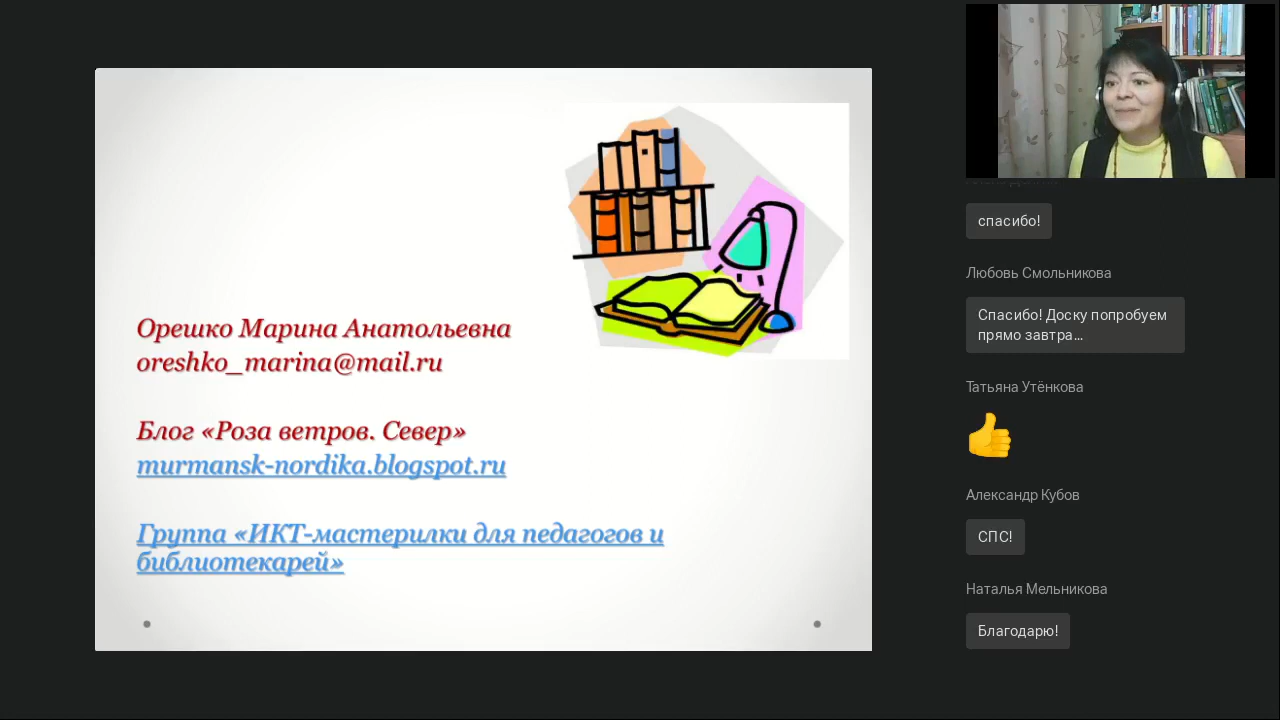 Орешко Марина Анатольевна
oreshko_marina@mail.ru
Блог «Роза ветров. Север»
murmansk-nordika.blogspot.ru
Группа «ИКТ-мастерилки для педагогов и
библиотекарей»
спасибо!
Любовь Смольникова
Спасибо! Доску попробуем
прямо завтра...
Татьяна Утёнкова
Александр Кубов
СПС!
Наталья Мельникова
Благодарю!